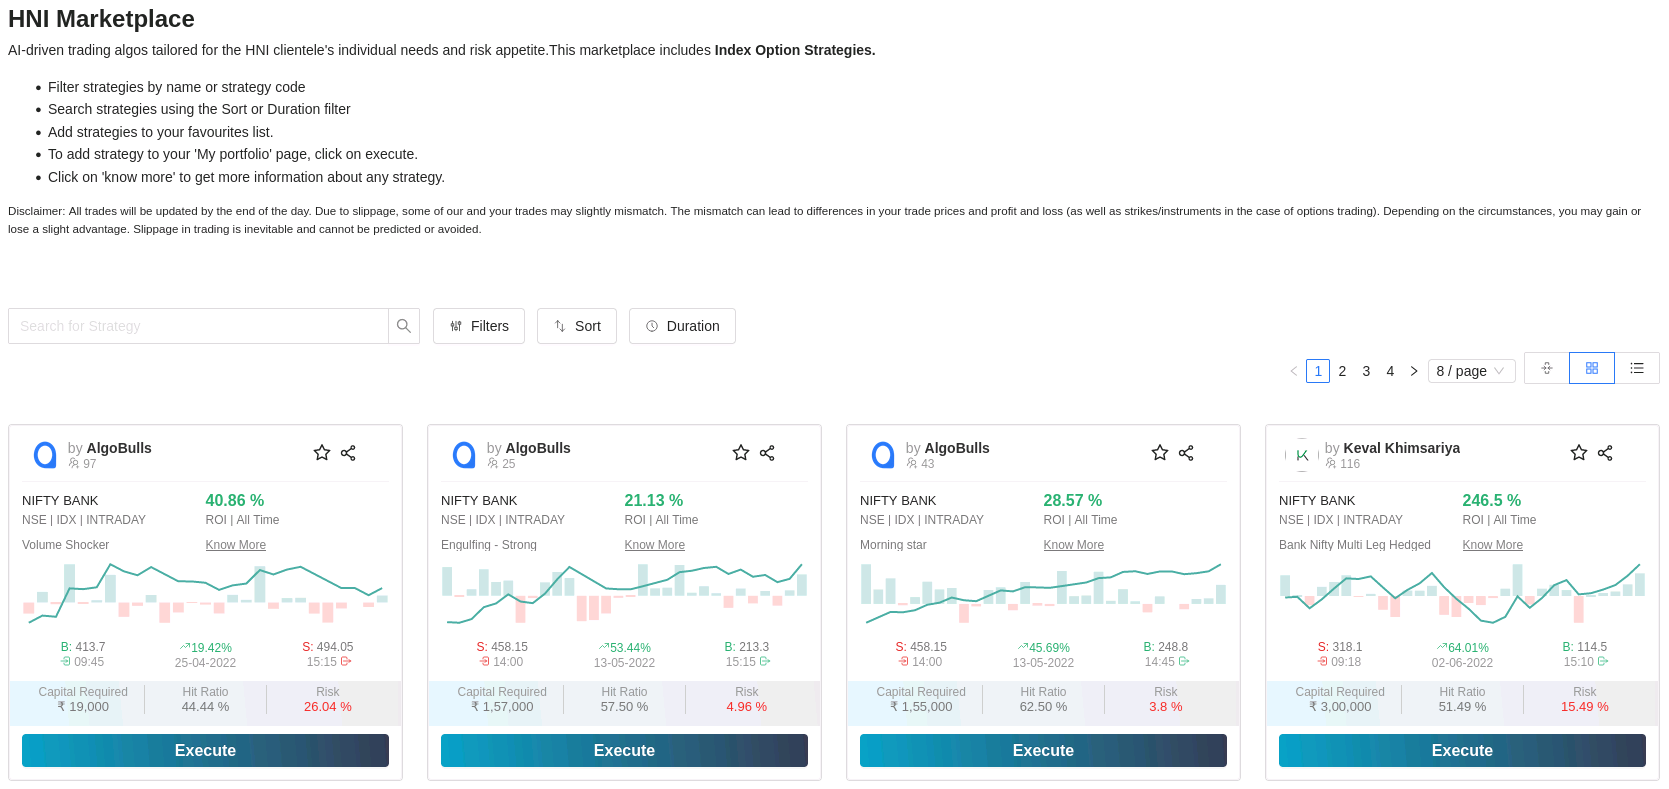 HNI Marketplace
AI-driven trading algos tailored for the HNI clientele's individual needs and risk appetite.This marketplace includes Index Option Strategies.
Filter strategies by name or strategy code
Search strategies using the Sort or Duration filter
Add strategies to your favourites list.
To add strategy to your 'My portfolio' page, click on execute.
Click on 'know more' to get more information about any strategy.
Disclaimer: All trades will be updated by the end of the day. Due to slippage, some of our and your trades may slightly mismatch. The mismatch can lead to differences in your trade prices and profit and loss (as well as strikes/instruments in the case of options trading). Depending on the circumstances, you may gain or
lose a slight advantage. Slippage in trading is inevitable and cannot be predicted or avoided.
Search for Strategy
Filters
Sort
Duration
1 2 3 4 8 / page
by AlgoBulls
97
NIFTY BANK 40.86 %
NSE | IDX | INTRADAY ROI | All Time
Volume Shocker Know More
B: 413.7 19.42% S: 494.05
09:45 25-04-2022 15:15
Capital Required Hit Ratio Risk
₹ 19,000 44.44 % 26.04 %
Execute
by AlgoBulls
25
NIFTY BANK 21.13 %
NSE | IDX | INTRADAY ROI | All Time
Engulfing - Strong Know More
S: 458.15 53.44% B: 213.3
14:00 13-05-2022 15:15
Capital Required Hit Ratio Risk
₹ 1,57,000 57.50 % 4.96 %
Execute
by AlgoBulls
43
NIFTY BANK 28.57 %
NSE | IDX | INTRADAY ROI | All Time
Morning star Know More
S: 458.15 45.69% B: 248.8
14:00 13-05-2022 14:45
Capital Required Hit Ratio Risk
₹ 1,55,000 62.50 % 3.8 %
Execute
by Keval Khimsariya
116
NIFTY BANK 246.5 %
NSE | IDX | INTRADAY ROI | All Time
Bank Nifty Multi Leg Hedged Know More
S: 318.1 64.01% B: 114.5
09:18 02-06-2022 15:10
Capital Required Hit Ratio Risk
₹ 3,00,000 51.49 % 15.49 %
Execute